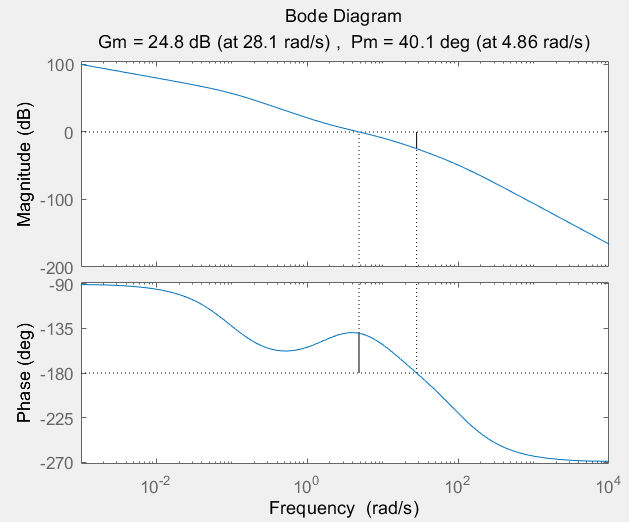 Bode Diagram
Gm = 24.8 dB (at 28.1 rad/s) , Pm = 40.1 deg (at 4.86 rad/s)
100
0
-100
-200
Magnitude (dB)
-90
-135
-180
-225
-270
Phase (deg)
10-2
100
102
104
Frequency (rad/s)